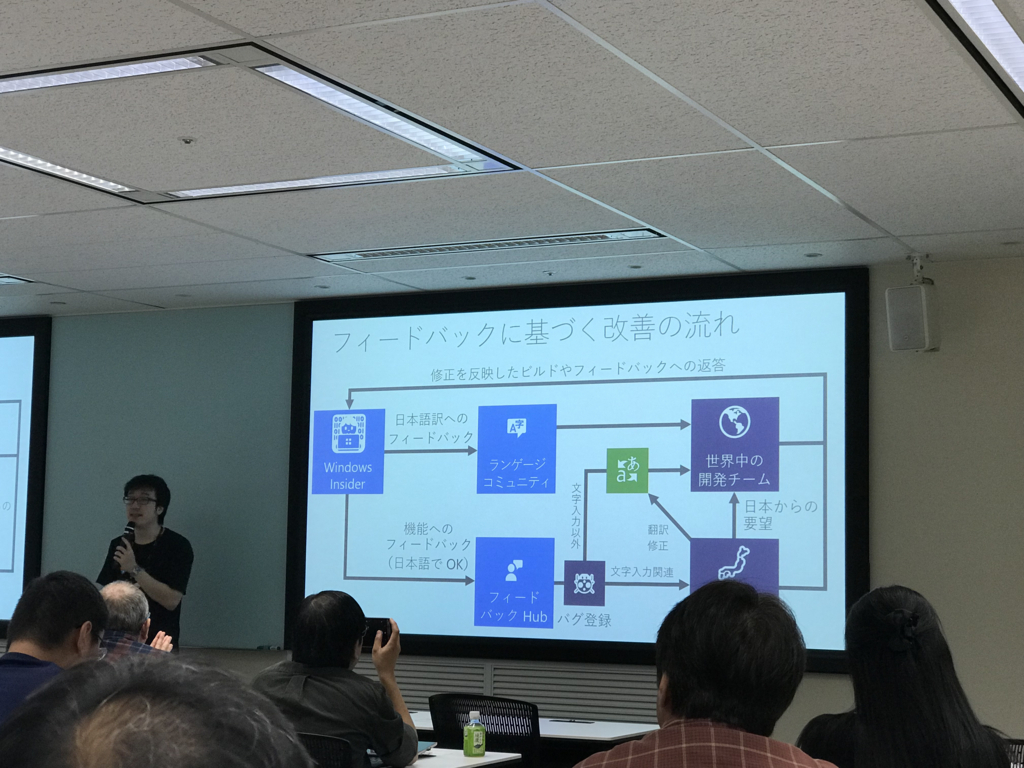 フィードバックに基づく改善の流れ
修正を反映したビルドやフィードバックへの返答
Windows
Insider
日本語訳への
フィードバック
A字
ランゲージ
コミュニティ
世界中の
開発チーム
あ
a
文字入力以外
翻訳
修正
日本からの
要望
機能への
フィードバック
(日本語で OK)
フィード
バック Hub
バグ登録
文字入力関連
の